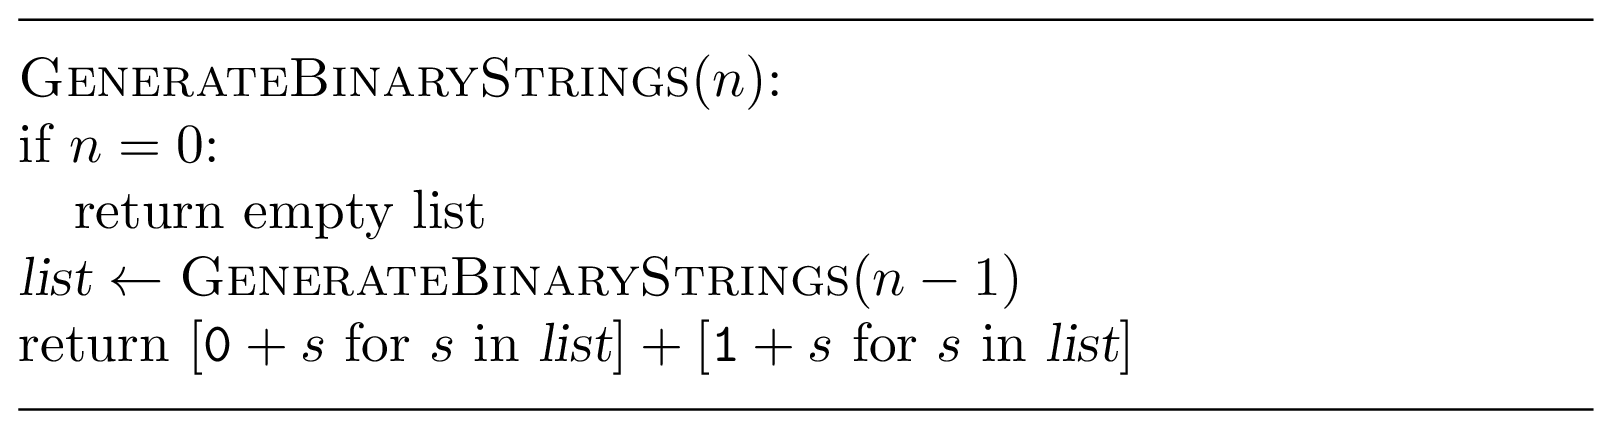 GENERATEBINARYSTRINGS(n):
if n = 0:
return empty list
list ← GENERATEBINARYSTRINGS(n − 1)
return [0 + s for s in list] + [1 + s for s in list]